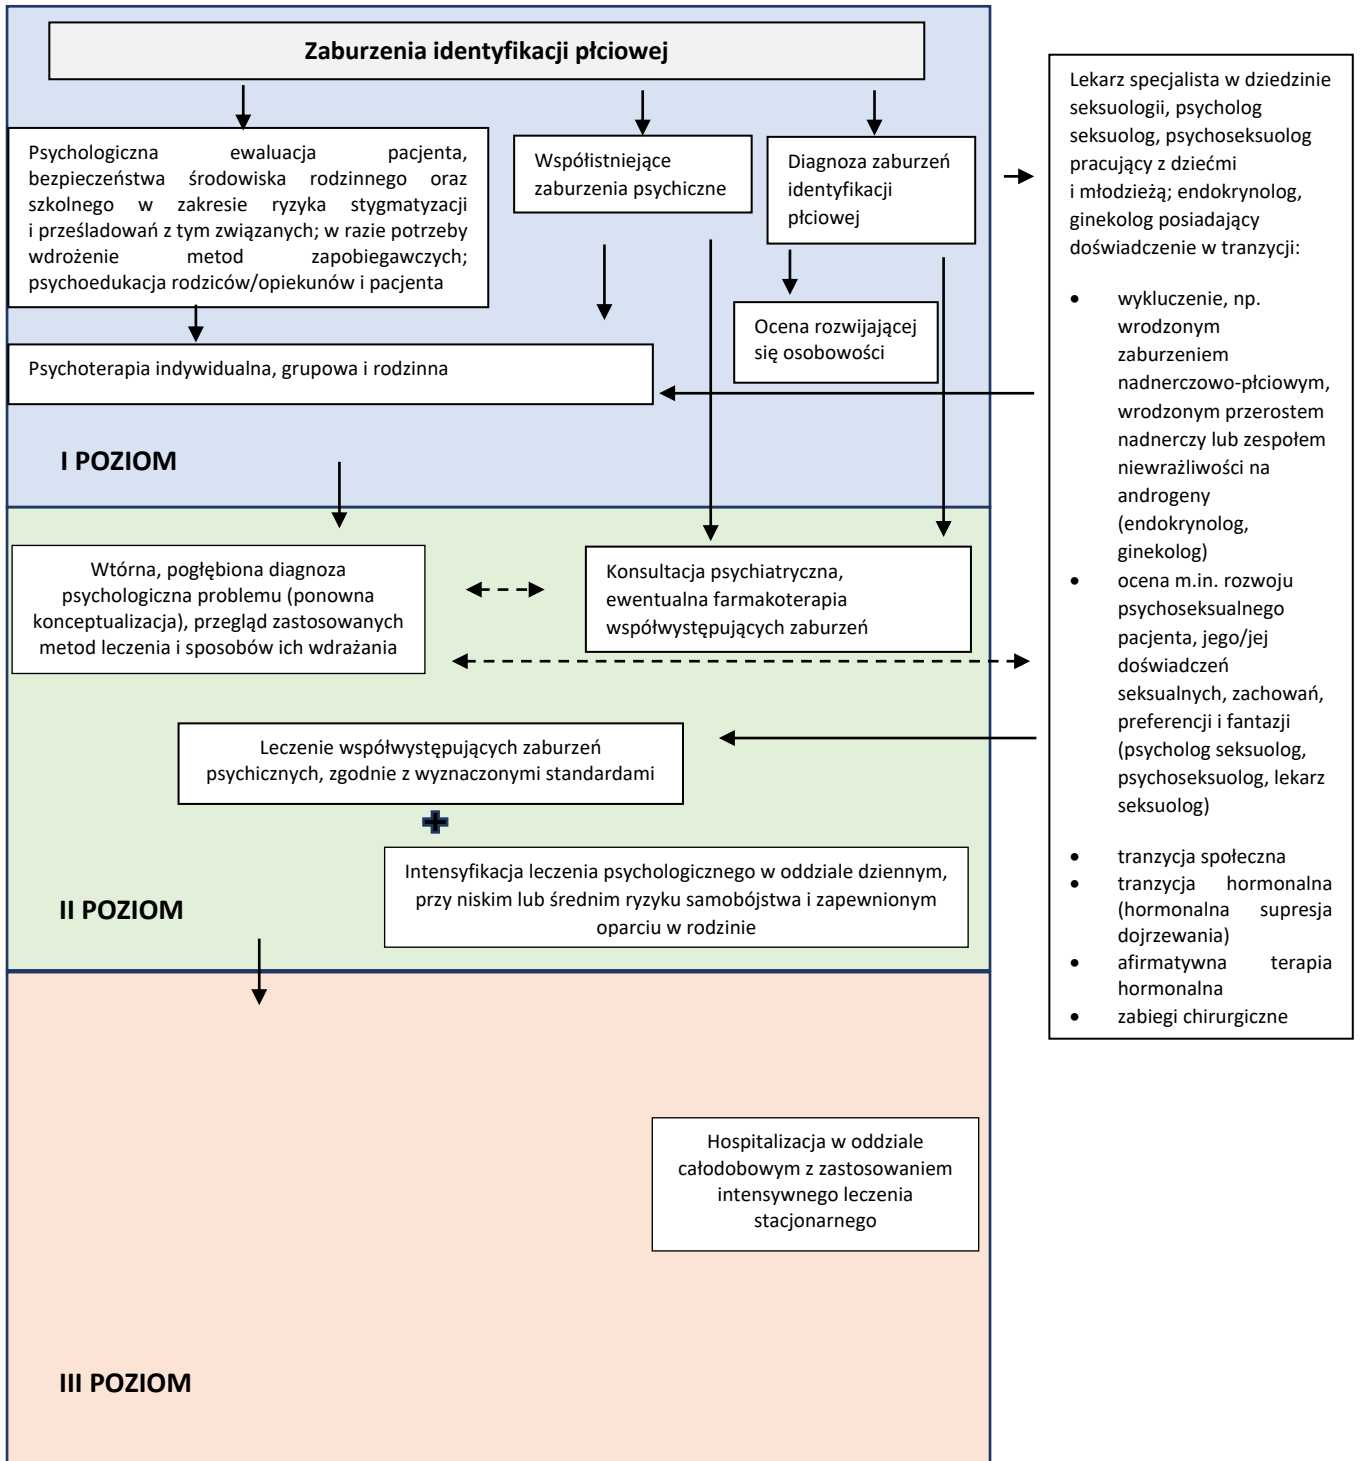 Zaburzenia identyfikacji płciowej
Psychologiczna ewaluacja pacjenta,
bezpieczeństwa środowiska rodzinnego oraz
szkolnego w zakresie ryzyka stygmatyzacji
i prześladowań z tym związanych; w razie potrzeby
wdrożenie metod zapobiegawczych;
psychoedukacja rodziców/opiekunów i pacjenta
Współistniejące
zaburzenia psychiczne
Diagnoza zaburzeń
identyfikacji
płciowej
Ocena rozwijającej
się osobowości
Psychoterapia indywidualna, grupowa i rodzinna
I POZIOM
Wtórna, pogłębiona diagnoza
psychologiczna problemu (ponowna
konceptualizacja), przegląd zastosowanych
metod leczenia i sposobów ich wdrażania
Konsultacja psychiatryczna,
ewentualna farmakoterapia
współwystępujących zaburzeń
Leczenie współwystępujących zaburzeń
psychicznych, zgodnie z wyznaczonymi standardami
Intensyfikacja leczenia psychologicznego w oddziale dziennym,
przy niskim lub średnim ryzyku samobójstwa i zapewnionym
oparciu w rodzinie
II POZIOM
Hospitalizacja w oddziale
całodobowym z zastosowaniem
intensywnego leczenia
stacjonarnego
III POZIOM
Lekarz specjalista w dziedzinie
seksuologii, psycholog
seksuolog, psychoseksuolog
pracujący z dziećmi
i młodzieżą; endokrynolog,
ginekolog posiadający
doświadczenie w tranzycji:
• wykluczenie, np.
wrodzonym
zaburzeniem
nadnerczowo-płciowym,
wrodzonym przerostem
nadnerczy lub zespołem
niewrażliwości na
androgeny
(endokrynolog,
ginekolog)
• ocena m.in. rozwoju
psychoseksualnego
pacjenta, jego/jej
doświadczeń
seksualnych, zachowań,
preferencji i fantazji
(psycholog seksuolog,
psychoseksuolog, lekarz
seksuolog)
• tranzycja społeczna
• tranzycja hormonalna
(hormonalna supresja
dojrzewania)
• afirmatywna terapia
hormonalna
• zabiegi chirurgiczne